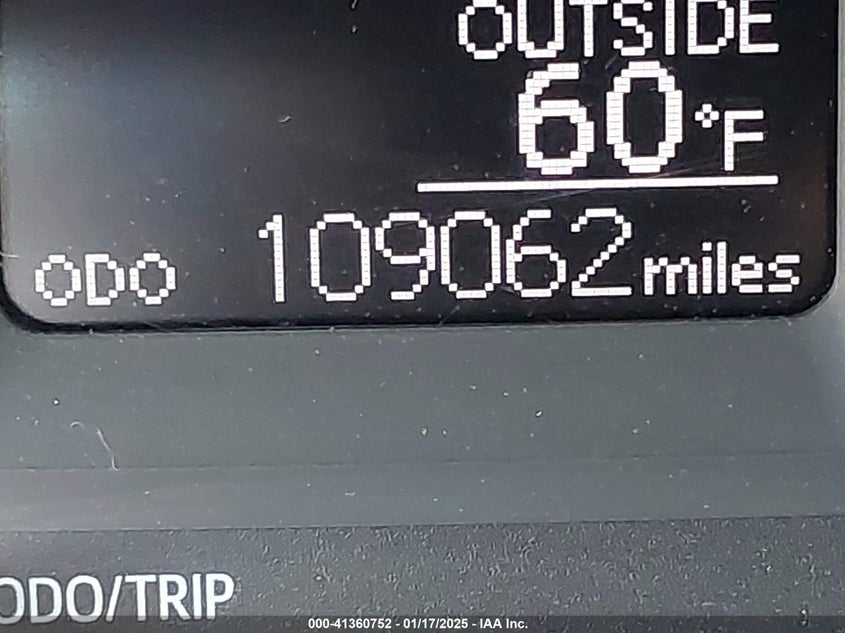 OUTSIDE
60°F
ODO 109062 miles
ODO/TRIP
000-41360752 - 01/17/2025 - IAA Inc.